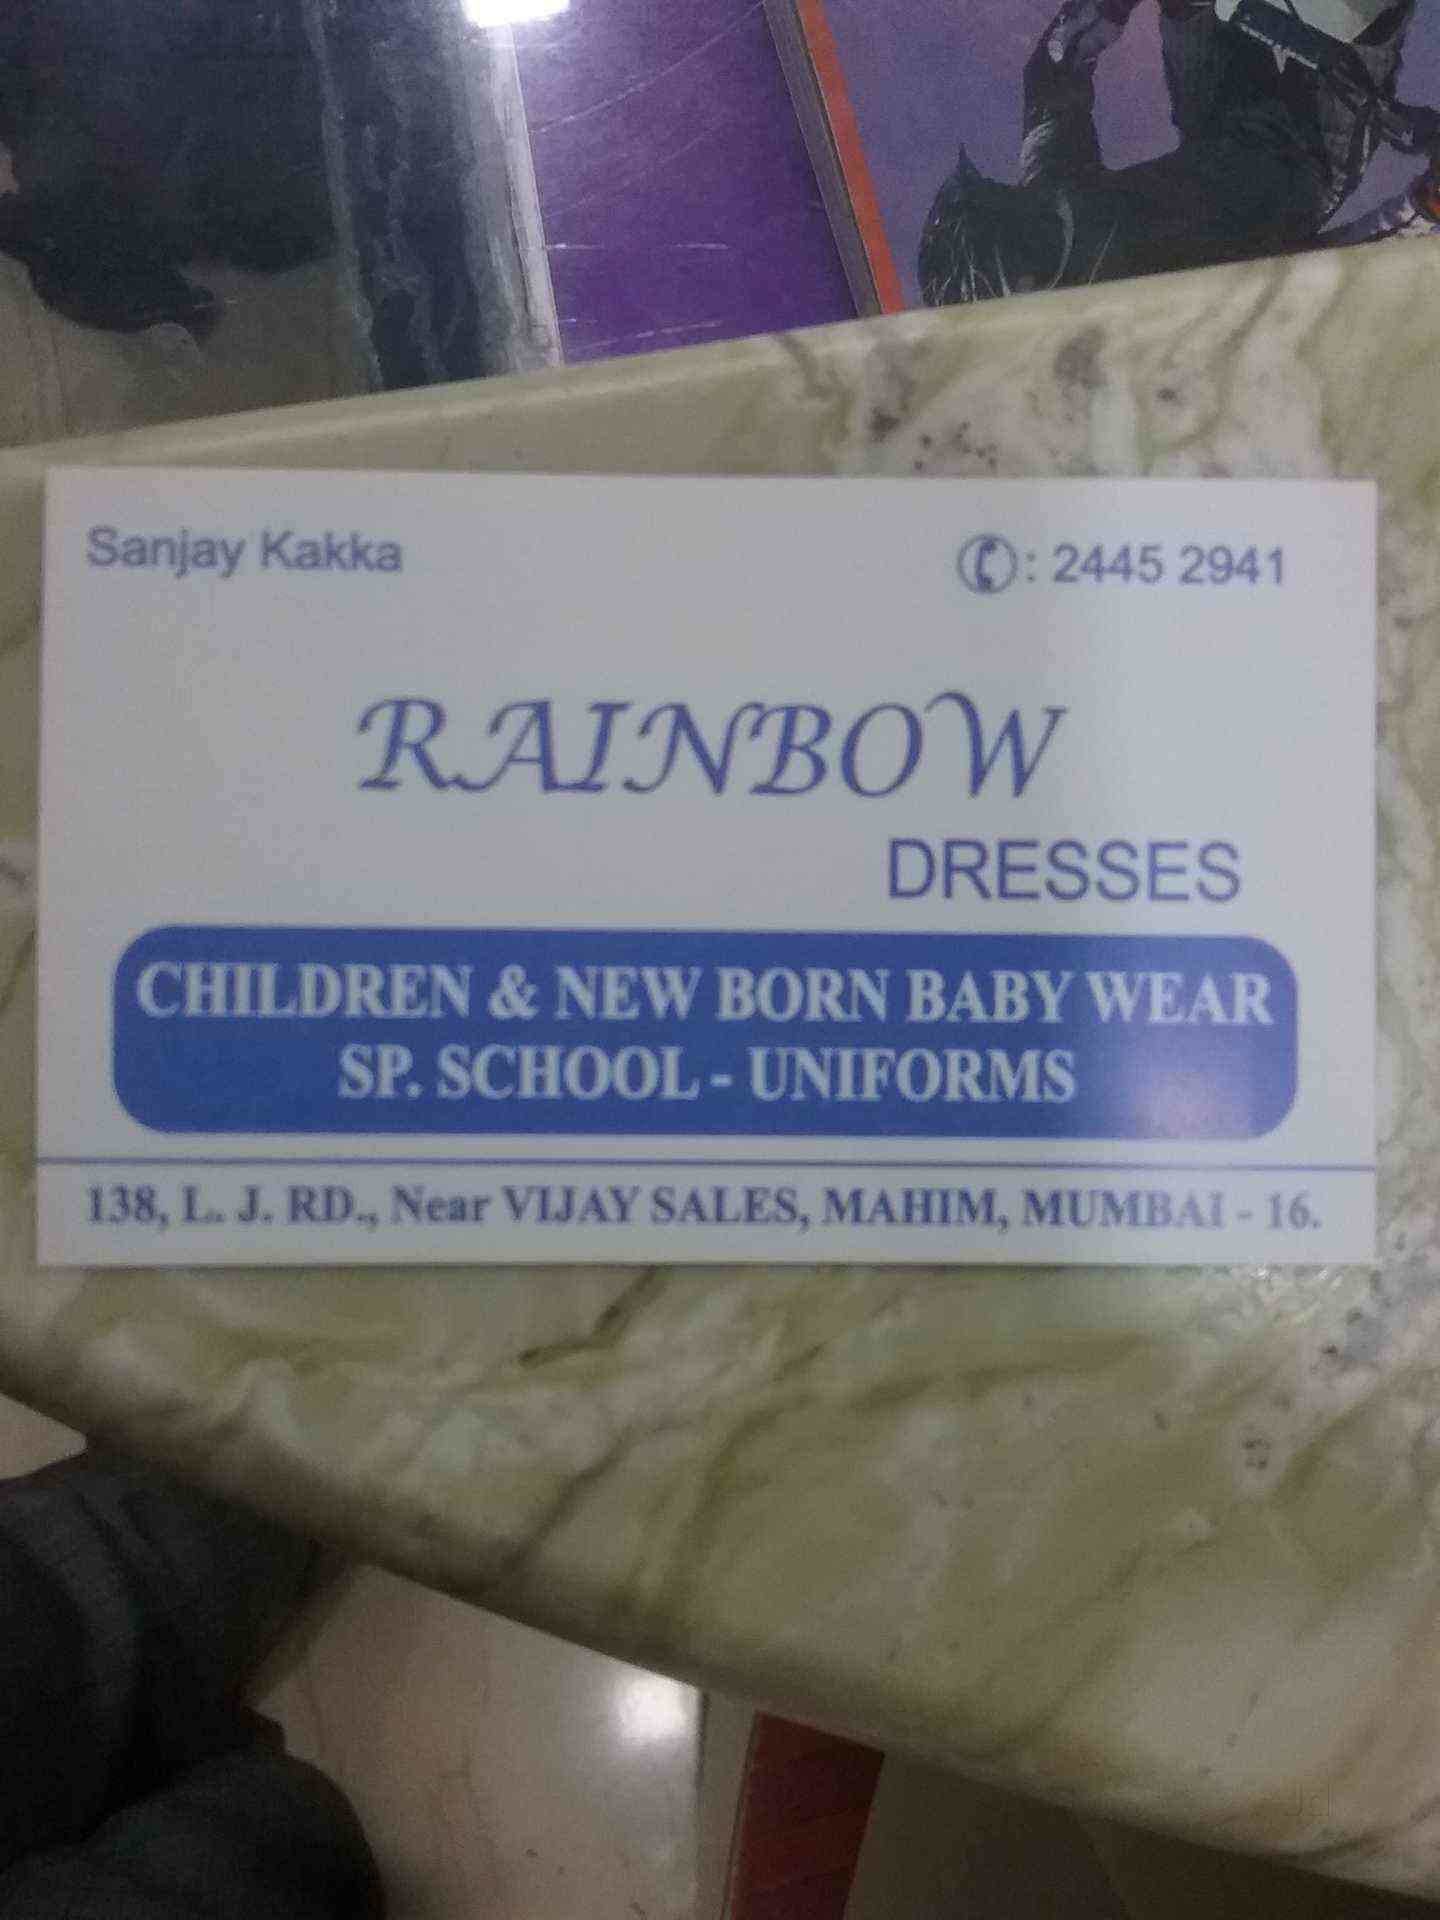 Sanjay Kakka
✆: 2445 2941
RAINBOW
DRESSES
CHILDREN & NEW BORN BABY WEAR
SP. SCHOOL - UNIFORMS
138, L. J. RD., Near VIJAY SALES, MAHIM, MUMBAI - 16.
Jd